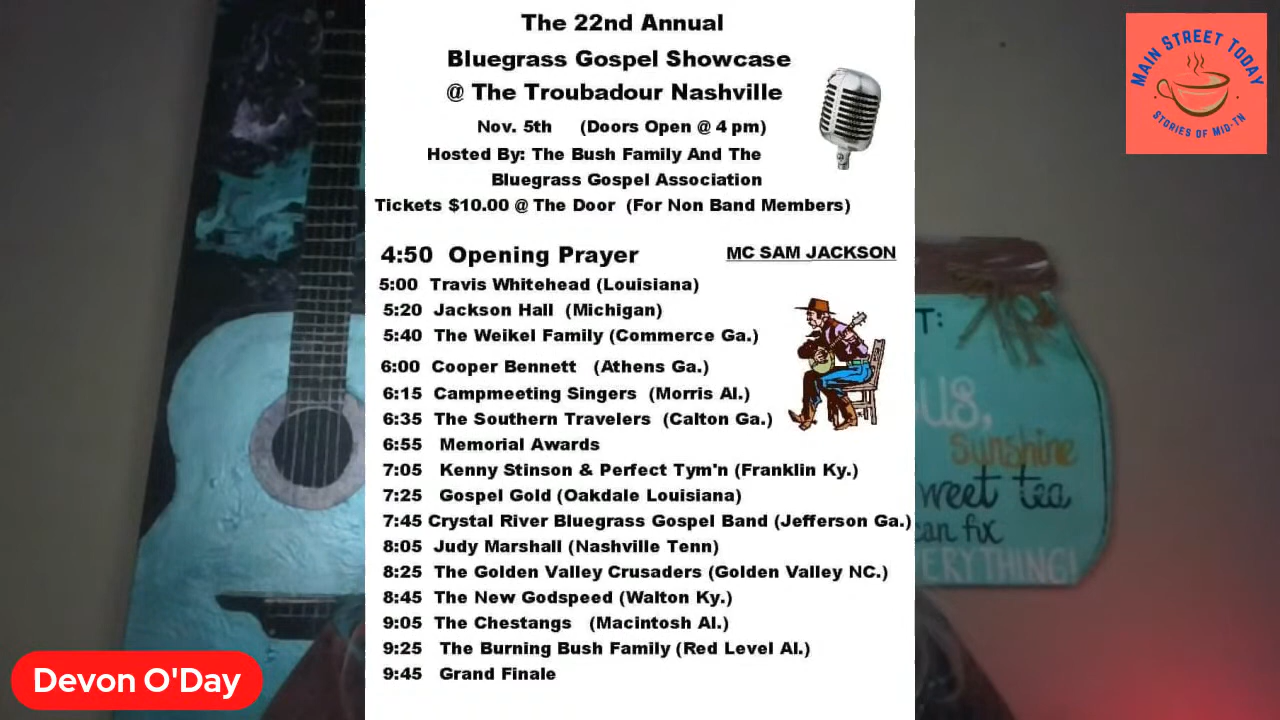 The 22nd Annual
Bluegrass Gospel Showcase
@ The Troubadour Nashville
Nov. 5th (Doors Open @ 4 pm)
Hosted By: The Bush Family And The
Bluegrass Gospel Association
Tickets $10.00 @ The Door (For Non Band Members)
4:50 Opening Prayer
MC SAM JACKSON
5:00 Travis Whitehead (Louisiana)
5:20 Jackson Hall (Michigan)
5:40 The Weikel Family (Commerce Ga.)
6:00 Cooper Bennett (Athens Ga.)
6:15 Campmeeting Singers (Morris Al.)
6:35 The Southern Travelers (Calton Ga.)
6:55 Memorial Awards
7:05 Kenny Stinson & Perfect Tym'n (Franklin Ky.)
7:25 Gospel Gold (Oakdale Louisiana)
7:45 Crystal River Bluegrass Gospel Band (Jefferson Ga.)
8:05 Judy Marshall (Nashville Tenn)
8:25 The Golden Valley Crusaders (Golden Valley NC.)
8:45 The New Godspeed (Walton Ky.)
9:05 The Chestangs (Macintosh Al.)
9:25 The Burning Bush Family (Red Level Al.)
9:45 Grand Finale
MAIN STREET TODAY
STORIES OF MID-TN
T:
US,
sunshine
weet tea
can fix
ERYTHING!
Devon O'Day